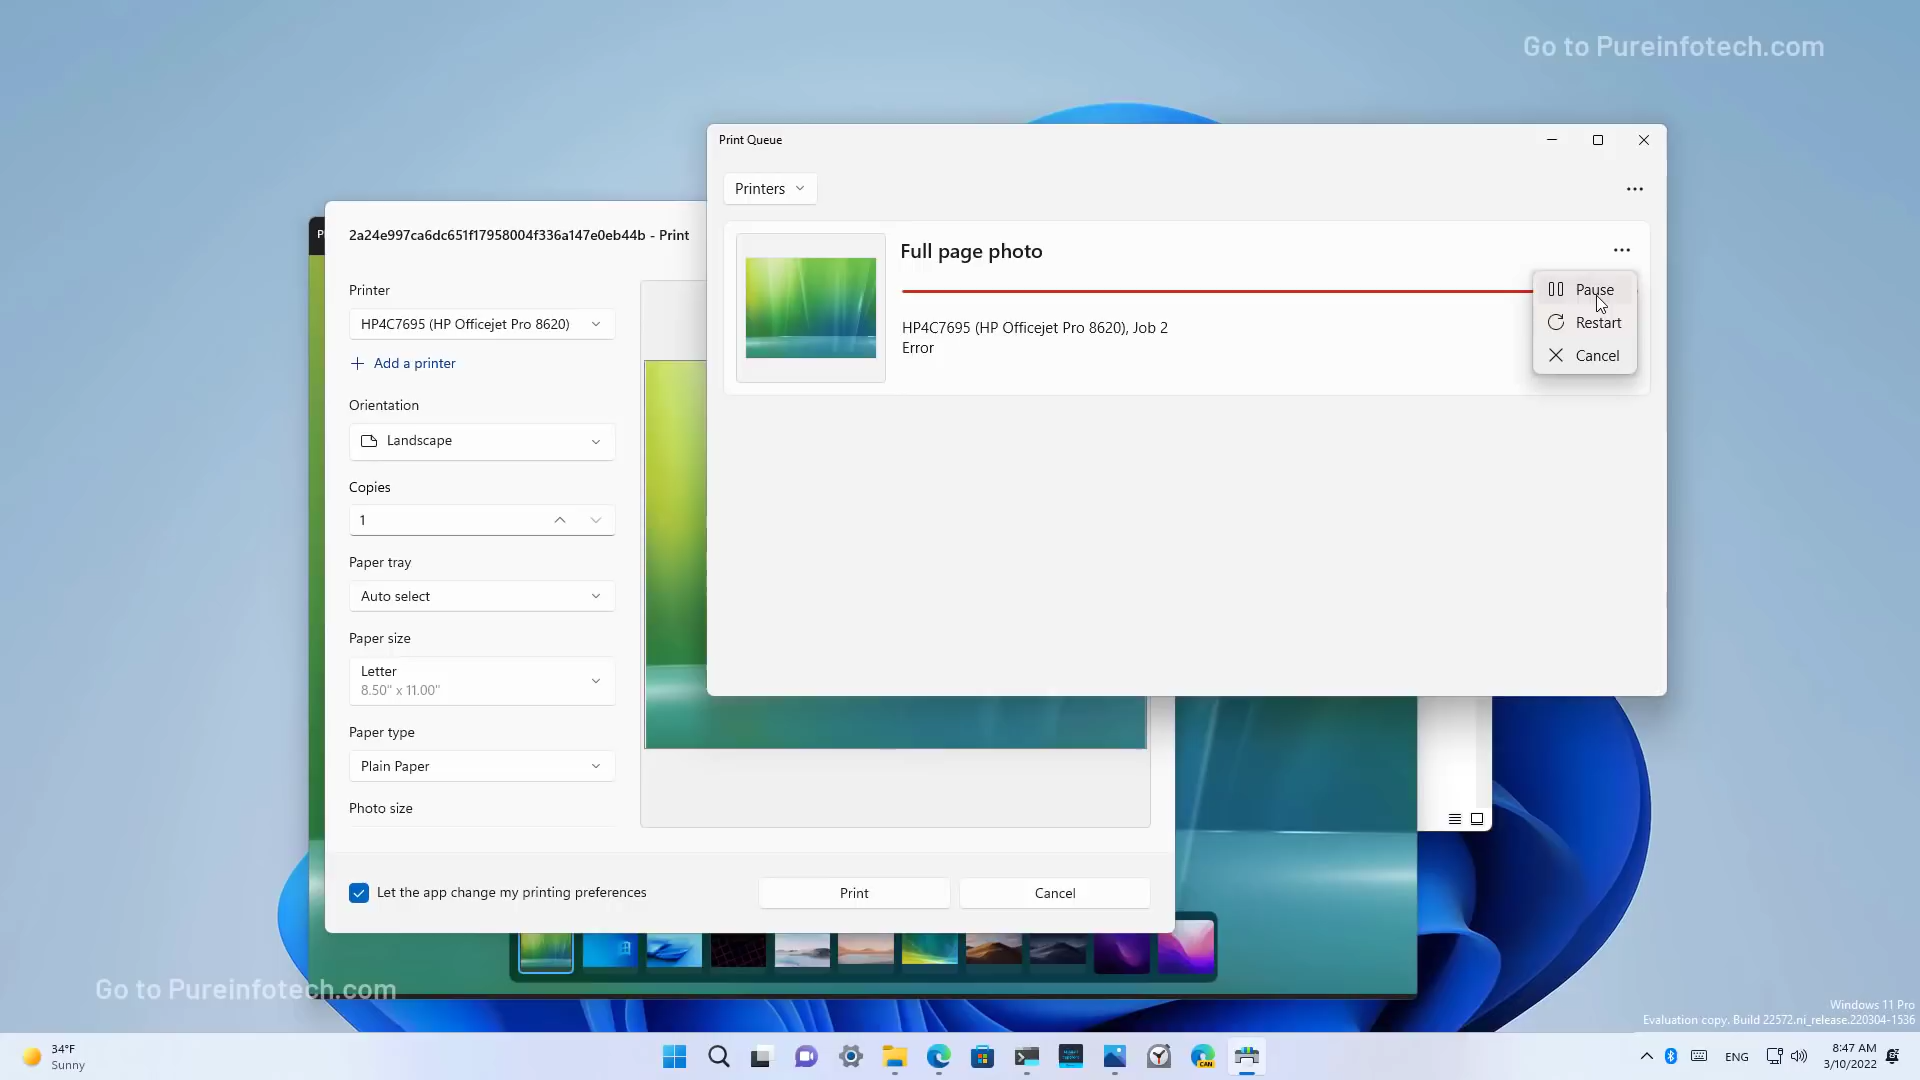 Go to Pureinfotech.com
Print Queue
Printers
2a24e997ca6dc651f17958004f336a147e0eb44b - Print
Full page photo
HP4C7695 (HP Officejet Pro 8620), Job 2
Error
Pause
Restart
Cancel
Printer
HP4C7695 (HP Officejet Pro 8620)
Add a printer
Orientation
Landscape
Copies
1
Paper tray
Auto select
Paper size
Letter
8.50" x 11.00"
Paper type
Plain Paper
Photo size
Let the app change my printing preferences
Print
Cancel
Go to Pureinfotech.com
Windows 11 Pro
Evaluation copy. Build 22572.ni_release.220304-1536
34°F
Sunny
CAN
ENG
8:47 AM
3/10/2022